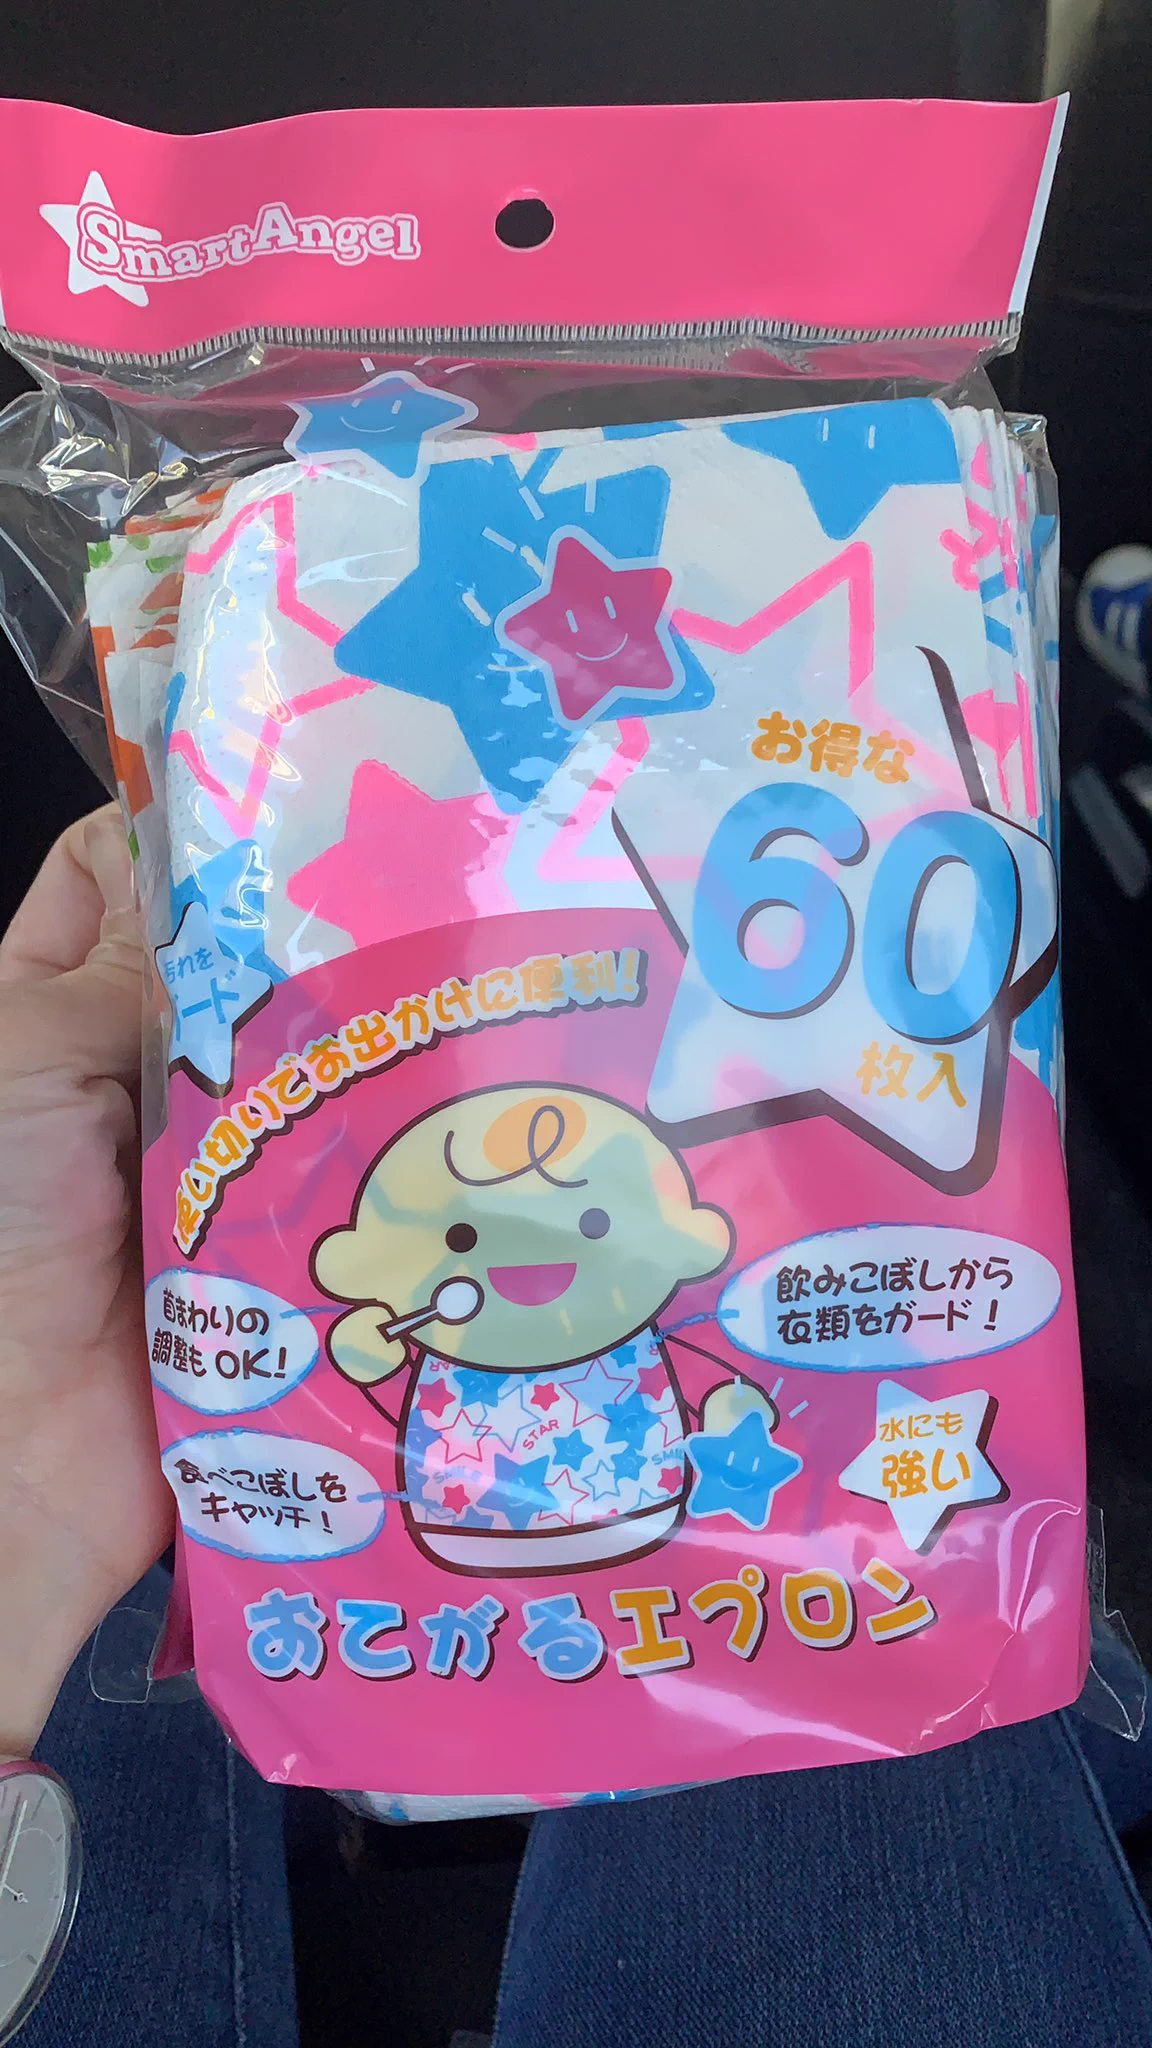 SmartAngel
お得な
60
枚入
汚れを
ガード
使い切りでお出かけに便利!
首まわりの
調整もOK!
飲みこぼしから
衣類をガード!
食べこぼしを
キャッチ!
水にも
強い
STAR
SMILE
おてがるエプロン